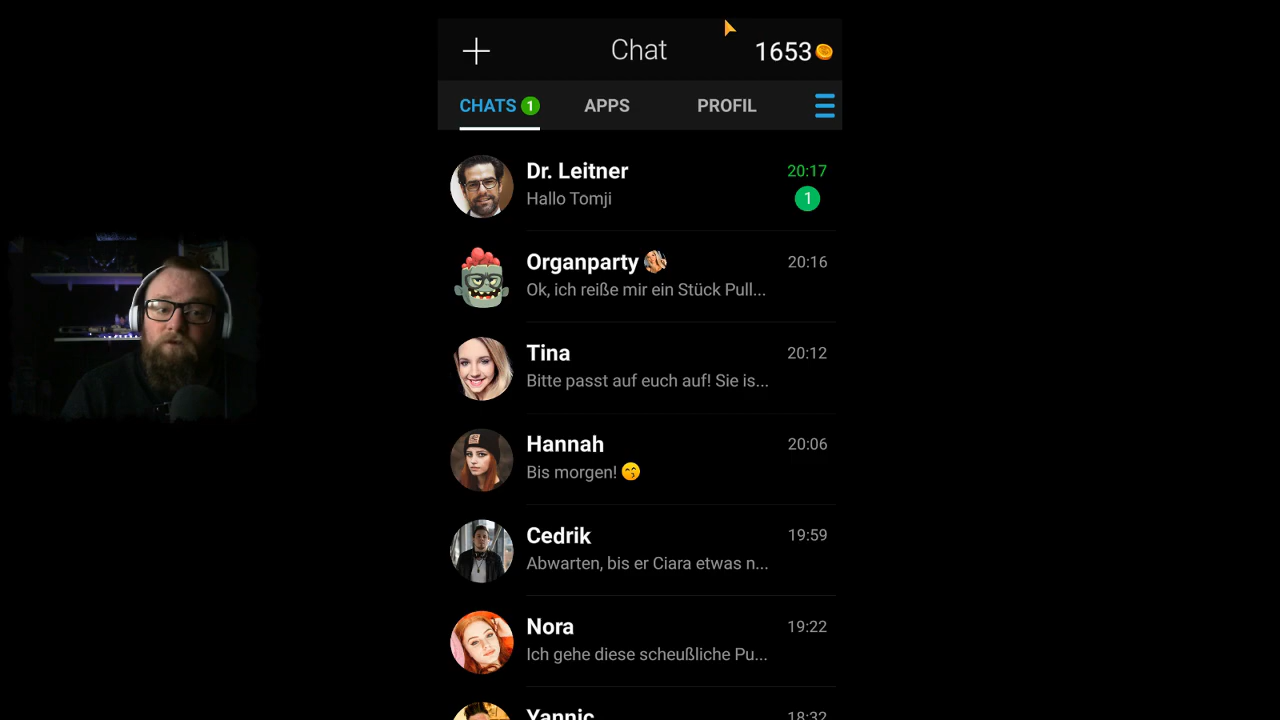 Chat
1653
CHATS 1
APPS
PROFIL
Dr. Leitner
20:17
Hallo Tomji
1
Organparty
20:16
Ok, ich reiße mir ein Stück Pull...
Tina
20:12
Bitte passt auf euch auf! Sie is...
Hannah
20:06
Bis morgen! 😙
Cedrik
19:59
Abwarten, bis er Ciara etwas n...
Nora
19:22
Ich gehe diese scheußliche Pu...
Yannic
18:32